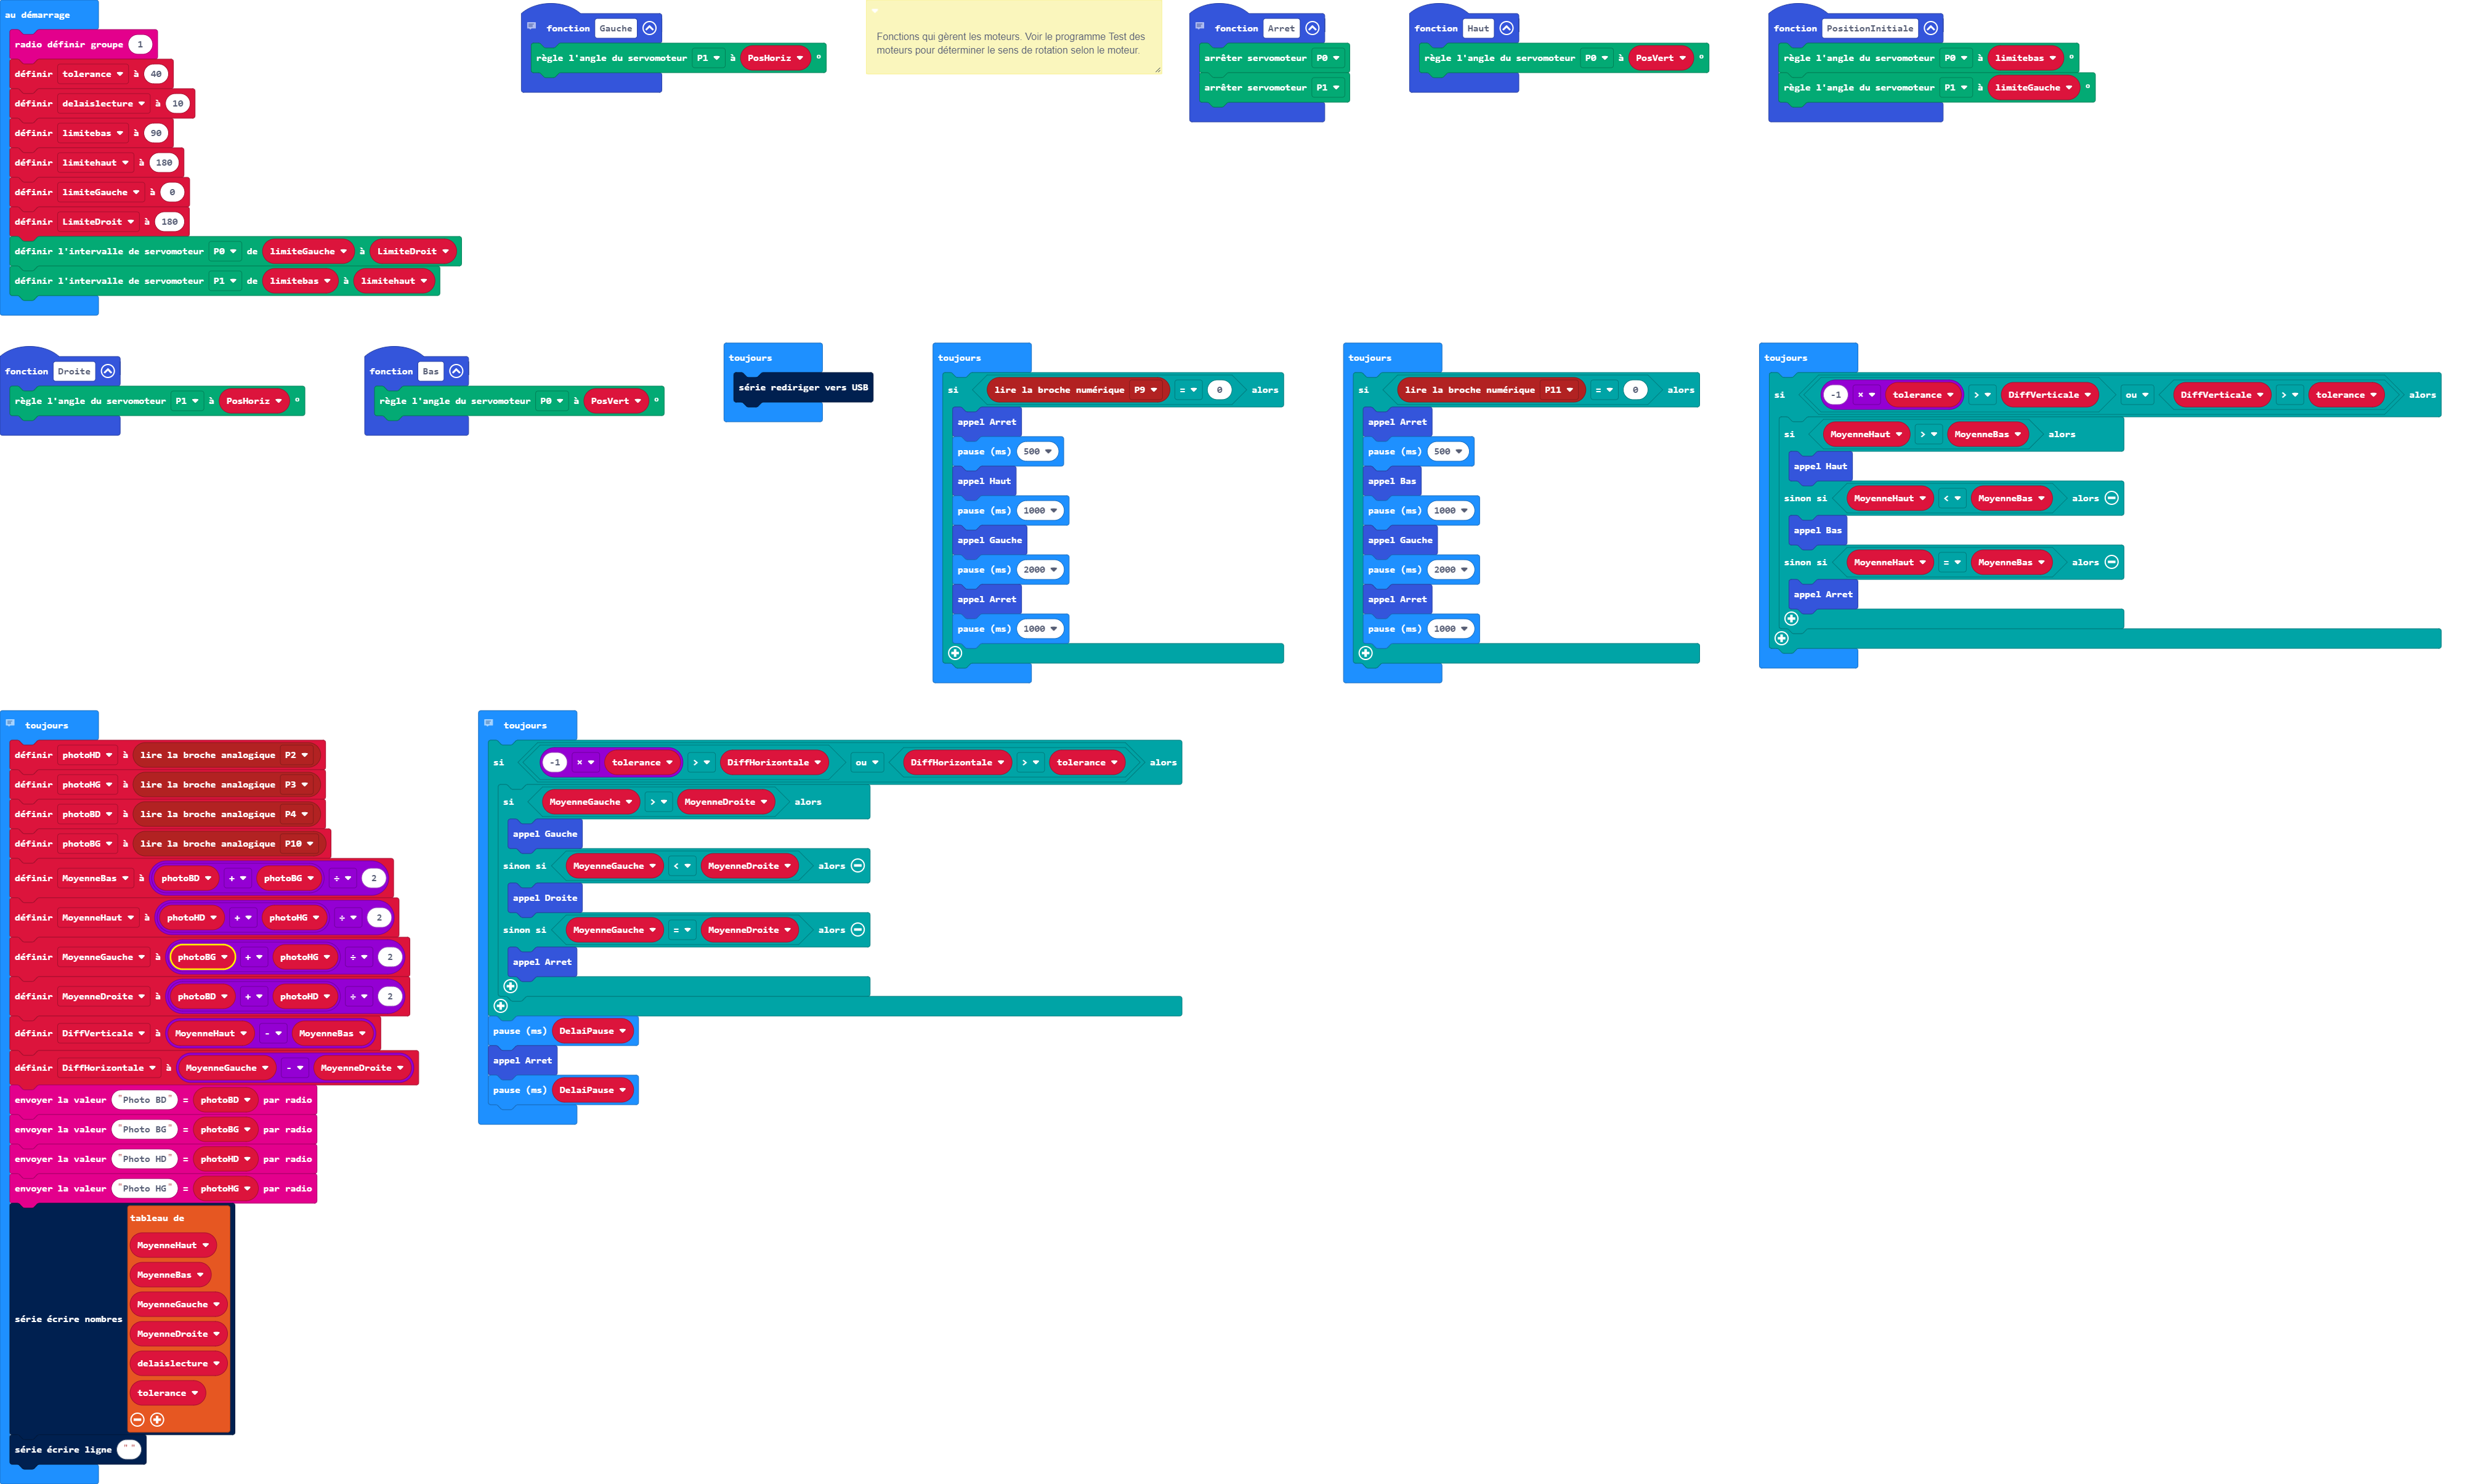 au démarrage
radio définir groupe 1
définir tolerance à 40
définir delaislecture à 10
définir limitebas à 90
définir limitehaut à 180
définir limiteGauche à 0
définir LimiteDroit à 180
définir l'intervalle de servomoteur P0 de limiteGauche à LimiteDroit
définir l'intervalle de servomoteur P1 de limitebas à limitehaut
fonction Gauche
règle l'angle du servomoteur P1 à PosHoriz °
Fonctions qui gèrent les moteurs. Voir le programme Test des
moteurs pour déterminer le sens de rotation selon le moteur.
fonction Arret
arrêter servomoteur P0
arrêter servomoteur P1
fonction Haut
règle l'angle du servomoteur P0 à PosVert °
fonction PositionInitiale
règle l'angle du servomoteur P0 à limitebas °
règle l'angle du servomoteur P1 à limiteGauche °
fonction Droite
règle l'angle du servomoteur P1 à PosHoriz °
fonction Bas
règle l'angle du servomoteur P0 à PosVert °
toujours
série rediriger vers USB
toujours
si lire la broche numérique P9 = 0 alors
appel Arret
pause (ms) 500
appel Haut
pause (ms) 1000
appel Gauche
pause (ms) 2000
appel Arret
pause (ms) 1000
toujours
si lire la broche numérique P11 = 0 alors
appel Arret
pause (ms) 500
appel Bas
pause (ms) 1000
appel Gauche
pause (ms) 2000
appel Arret
pause (ms) 1000
toujours
si -1 × tolerance > DiffVerticale ou DiffVerticale > tolerance alors
si MoyenneHaut > MoyenneBas alors
appel Haut
sinon si MoyenneHaut < MoyenneBas alors
appel Bas
sinon si MoyenneHaut = MoyenneBas alors
appel Arret
toujours
définir photoHD à lire la broche analogique P2
définir photoHG à lire la broche analogique P3
définir photoBD à lire la broche analogique P4
définir photoBG à lire la broche analogique P10
définir MoyenneBas à photoBD + photoBG ÷ 2
définir MoyenneHaut à photoHD + photoHG ÷ 2
définir MoyenneGauche à photoBG + photoHG ÷ 2
définir MoyenneDroite à photoBD + photoHD ÷ 2
définir DiffVerticale à MoyenneHaut - MoyenneBas
définir DiffHorizontale à MoyenneGauche - MoyenneDroite
envoyer la valeur "Photo BD" = photoBD par radio
envoyer la valeur "Photo BG" = photoBG par radio
envoyer la valeur "Photo HD" = photoHD par radio
envoyer la valeur "Photo HG" = photoHG par radio
tableau de
MoyenneHaut
MoyenneBas
MoyenneGauche
série écrire nombres
MoyenneDroite
delaislecture
tolerance
série écrire ligne " "
toujours
si -1 × tolerance > DiffHorizontale ou DiffHorizontale > tolerance alors
si MoyenneGauche > MoyenneDroite alors
appel Gauche
sinon si MoyenneGauche < MoyenneDroite alors
appel Droite
sinon si MoyenneGauche = MoyenneDroite alors
appel Arret
pause (ms) DelaiPause
appel Arret
pause (ms) DelaiPause